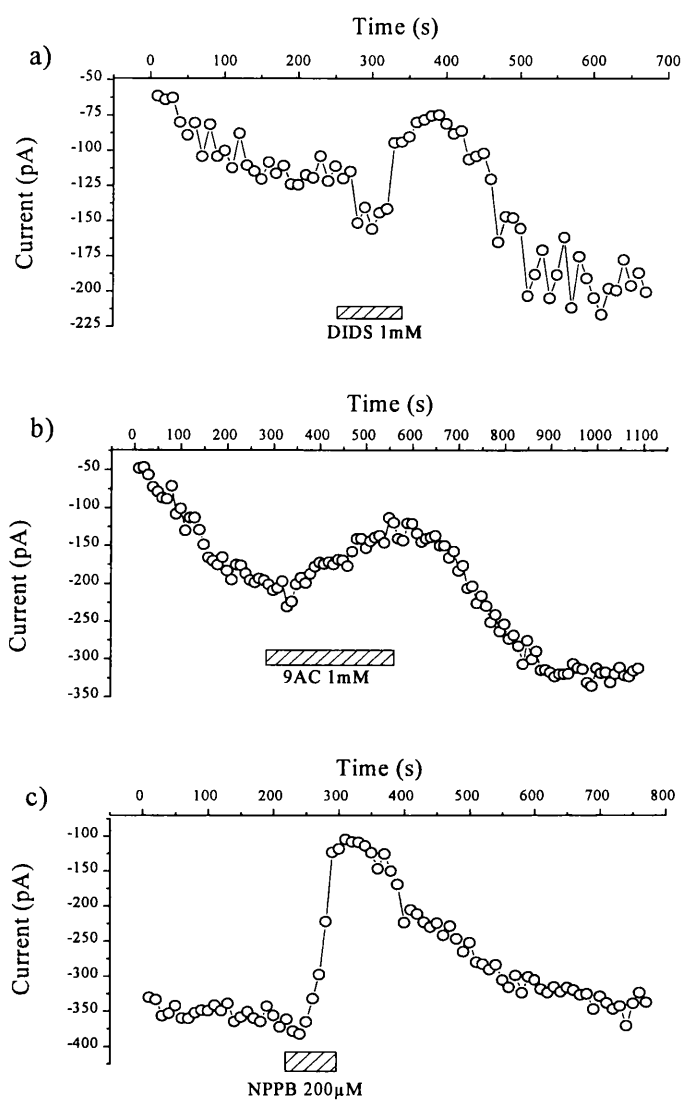 Time (s)
a)
0 100 200 300 400 500 600 700
-50
-75
-100
-125
-150
-175
-200
-225
Current (pA)
DIDS 1mM
Time (s)
b)
0 100 200 300 400 500 600 700 800 900 1000 1100
-50
-100
-150
-200
-250
-300
-350
Current (pA)
9AC 1mM
Time (s)
c)
0 100 200 300 400 500 600 700 800
-100
-150
-200
-250
-300
-350
-400
Current (pA)
NPPB 200µM